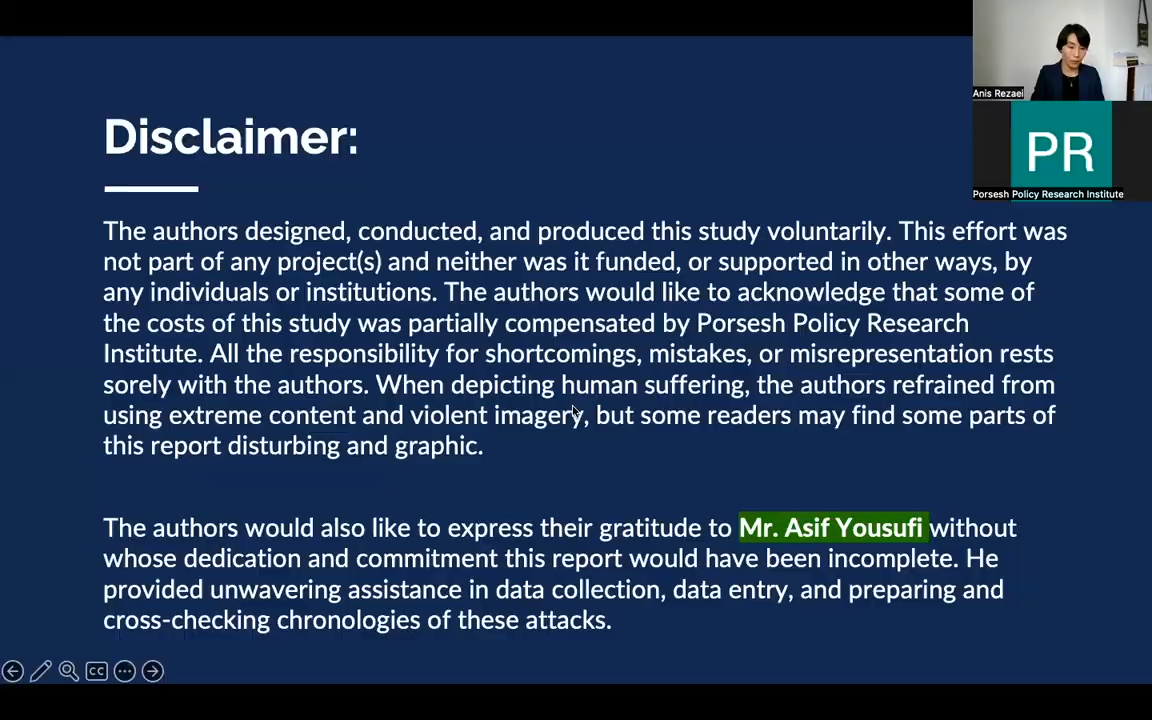 Disclaimer:
The authors designed, conducted, and produced this study voluntarily. This effort was
not part of any project(s) and neither was it funded, or supported in other ways, by
any individuals or institutions. The authors would like to acknowledge that some of
the costs of this study was partially compensated by Porsesh Policy Research
Institute. All the responsibility for shortcomings, mistakes, or misrepresentation rests
sorely with the authors. When depicting human suffering, the authors refrained from
using extreme content and violent imagery, but some readers may find some parts of
this report disturbing and graphic.
The authors would also like to express their gratitude to Mr. Asif Yousufi without
whose dedication and commitment this report would have been incomplete. He
provided unwavering assistance in data collection, data entry, and preparing and
cross-checking chronologies of these attacks.
Anis Rezaei
PR
Porsesh Policy Research Institute
CC